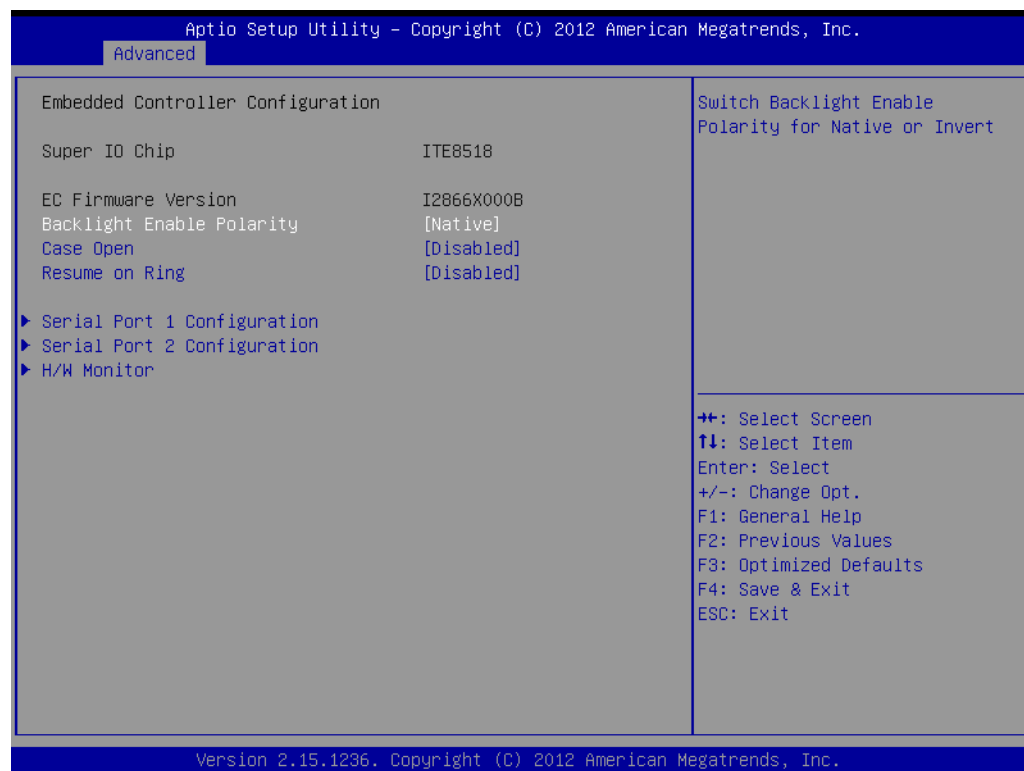 Aptio Setup Utility – Copyright (C) 2012 American Megatrends, Inc.
Advanced
Embedded Controller Configuration
Super IO Chip ITE8518
EC Firmware Version I2866X000B
Backlight Enable Polarity [Native]
Case Open [Disabled]
Resume on Ring [Disabled]
▶ Serial Port 1 Configuration
▶ Serial Port 2 Configuration
▶ H/W Monitor
Switch Backlight Enable
Polarity for Native or Invert
→←: Select Screen
↑↓: Select Item
Enter: Select
+/-: Change Opt.
F1: General Help
F2: Previous Values
F3: Optimized Defaults
F4: Save & Exit
ESC: Exit
Version 2.15.1236. Copyright (C) 2012 American Megatrends, Inc.